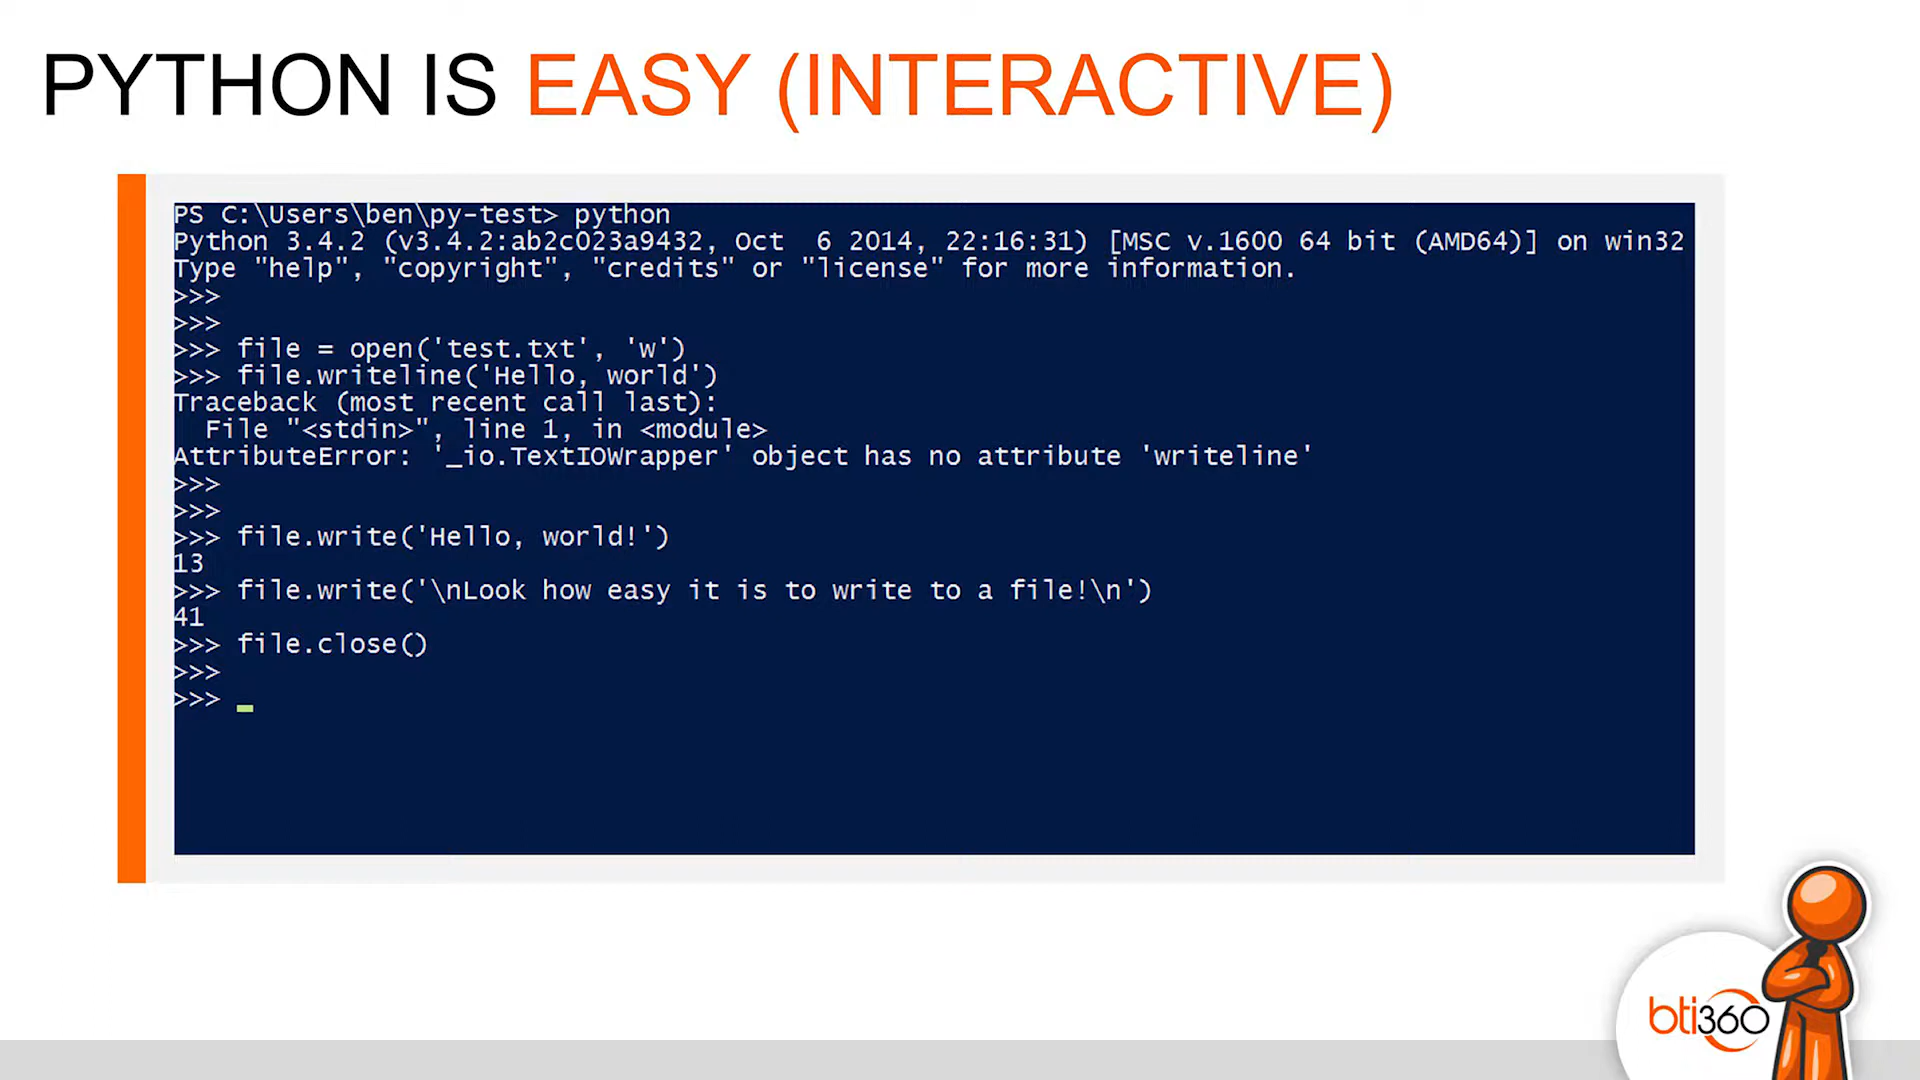 PYTHON IS EASY (INTERACTIVE)
PS C:\Users\ben\py-test> python
Python 3.4.2 (v3.4.2:ab2c023a9432, Oct  6 2014, 22:16:31) [MSC v.1600 64 bit (AMD64)] on win32
Type "help", "copyright", "credits" or "license" for more information.
>>>
>>>
>>> file = open('test.txt', 'w')
>>> file.writeline('Hello, world')
Traceback (most recent call last):
  File "<stdin>", line 1, in <module>
AttributeError: '_io.TextIOWrapper' object has no attribute 'writeline'
>>>
>>>
>>> file.write('Hello, world!')
13
>>> file.write('\nLook how easy it is to write to a file!\n')
41
>>> file.close()
>>>
>>> _
bti360